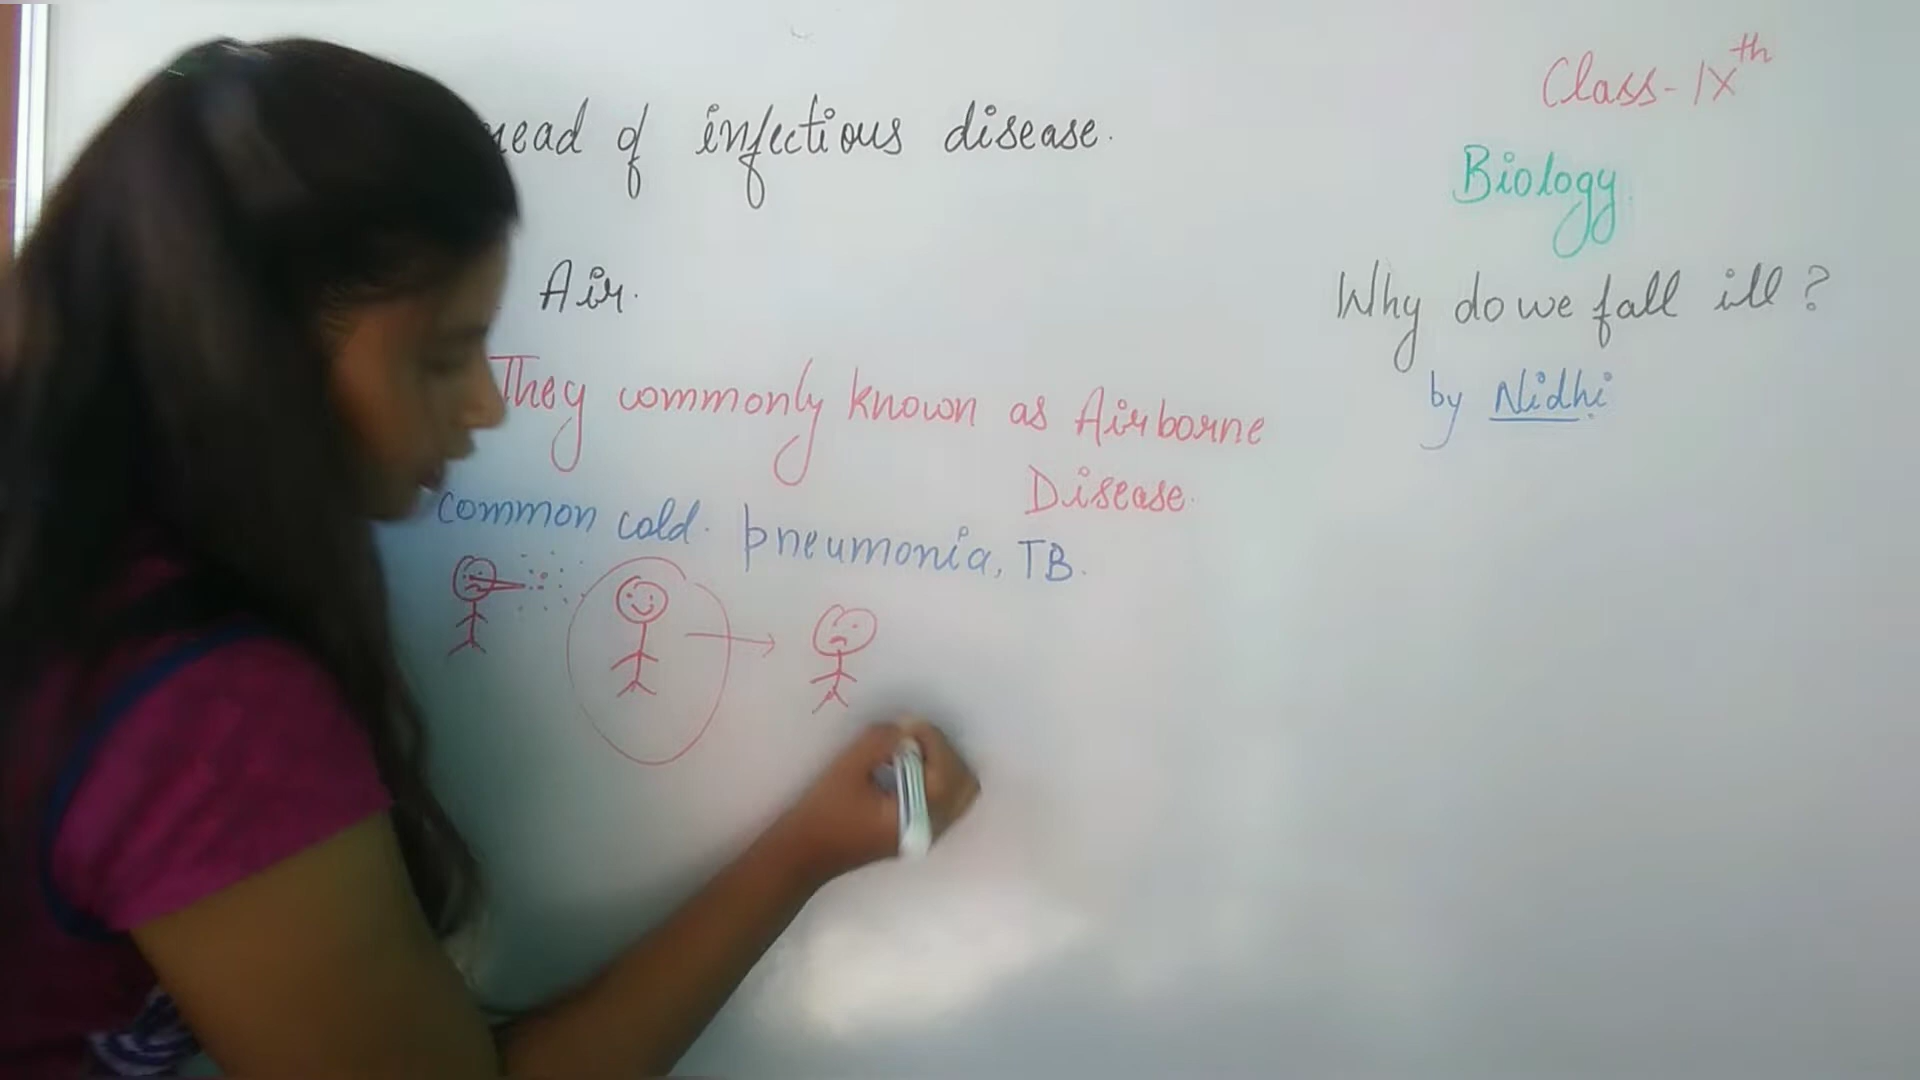 of infectious disease.
Air.
They commonly known as Airborne
Disease.
common cold. pneumonia, TB.
Class-IXth
Biology
Why do we fall ill?
by Nidhi